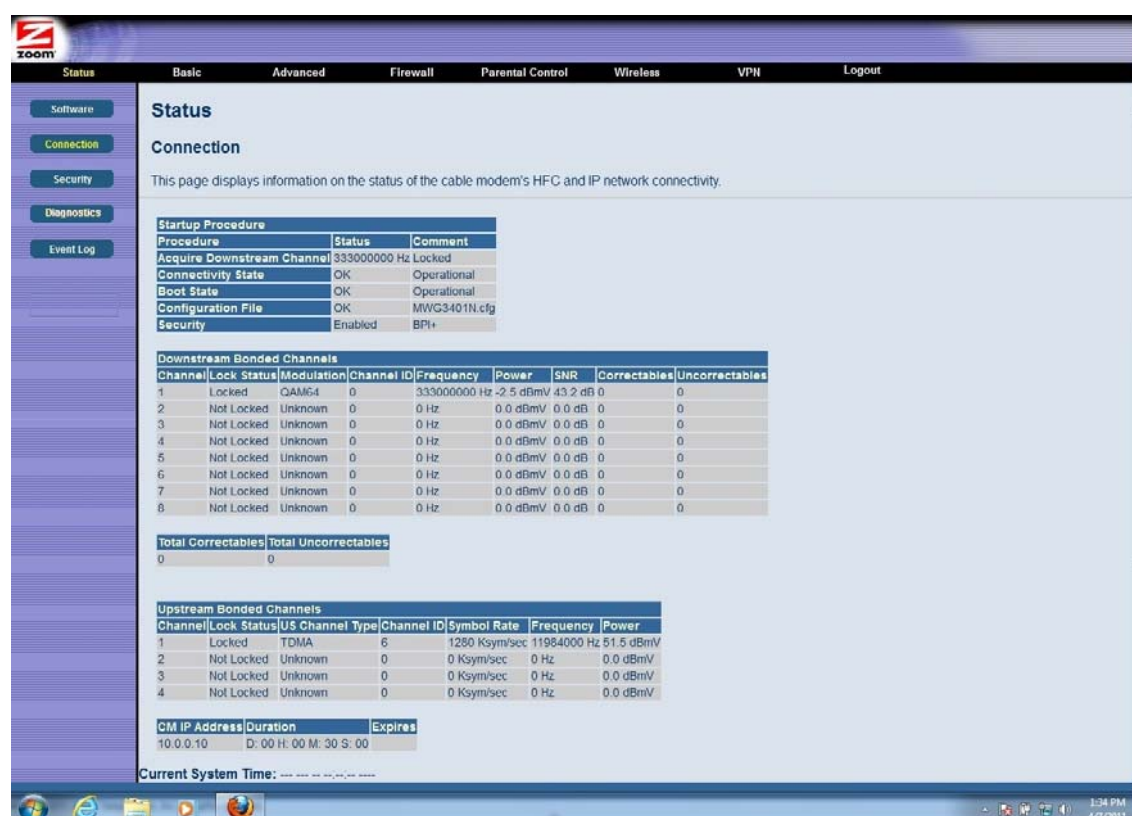 zoom
Status Basic Advanced Firewall Parental Control Wireless VPN Logout
Software
Connection
Security
Diagnostics
Event Log
Status
Connection
This page displays information on the status of the cable modem's HFC and IP network connectivity.
Startup Procedure
Procedure Status Comment
Acquire Downstream Channel 333000000 Hz Locked
Connectivity State OK Operational
Boot State OK Operational
Configuration File OK MWG3401N.cfg
Security Enabled BPI+
Downstream Bonded Channels
Channel Lock Status Modulation Channel ID Frequency Power SNR Correctables Uncorrectables
1 Locked QAM64 0 333000000 Hz -2.5 dBmV 43.2 dB 0 0
2 Not Locked Unknown 0 0 Hz 0.0 dBmV 0.0 dB 0 0
3 Not Locked Unknown 0 0 Hz 0.0 dBmV 0.0 dB 0 0
4 Not Locked Unknown 0 0 Hz 0.0 dBmV 0.0 dB 0 0
5 Not Locked Unknown 0 0 Hz 0.0 dBmV 0.0 dB 0 0
6 Not Locked Unknown 0 0 Hz 0.0 dBmV 0.0 dB 0 0
7 Not Locked Unknown 0 0 Hz 0.0 dBmV 0.0 dB 0 0
8 Not Locked Unknown 0 0 Hz 0.0 dBmV 0.0 dB 0 0
Total Correctables Total Uncorrectables
0 0
Upstream Bonded Channels
Channel Lock Status US Channel Type Channel ID Symbol Rate Frequency Power
1 Locked TDMA 6 1280 Ksym/sec 11984000 Hz 51.5 dBmV
2 Not Locked Unknown 0 0 Ksym/sec 0 Hz 0.0 dBmV
3 Not Locked Unknown 0 0 Ksym/sec 0 Hz 0.0 dBmV
4 Not Locked Unknown 0 0 Ksym/sec 0 Hz 0.0 dBmV
CM IP Address Duration Expires
10.0.0.10 D: 00 H: 00 M: 30 S: 00
Current System Time: --- --- -- --:--:-- ----
1:34 PM